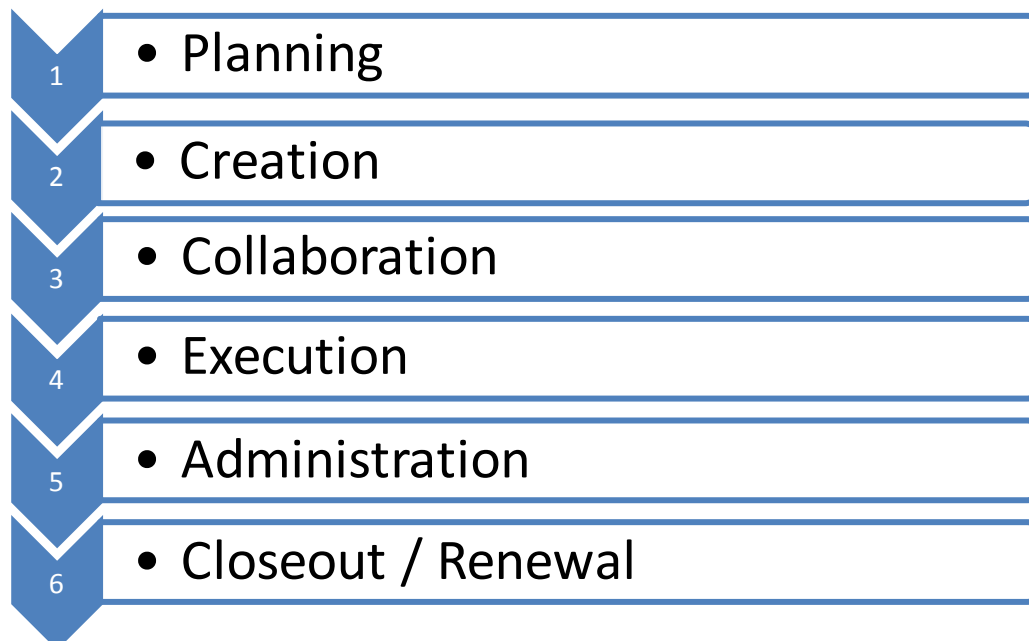 1 • Planning
2 • Creation
3 • Collaboration
4 • Execution
5 • Administration
6 • Closeout / Renewal